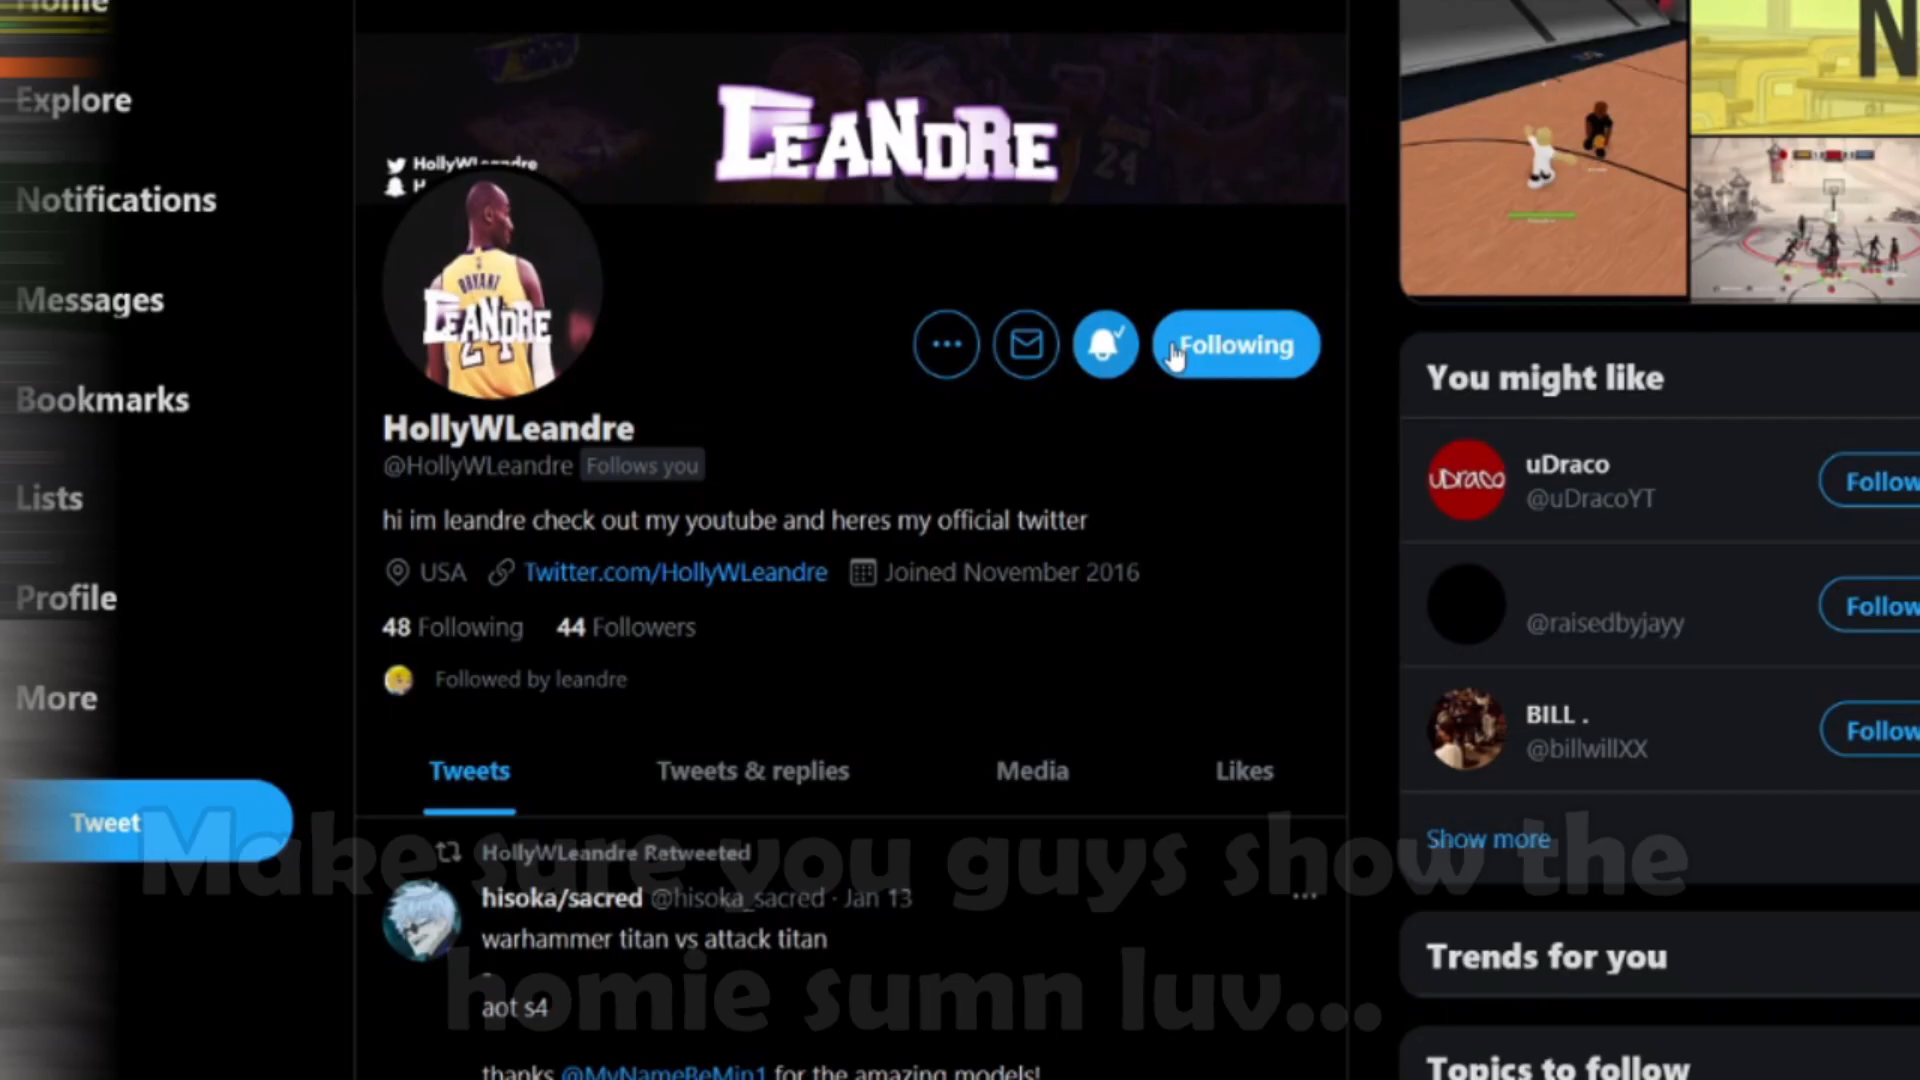 Home
Explore
Notifications
Messages
Bookmarks
Lists
Profile
More
Tweet
LEANDRE
HollyWLeandre
BRYANT
LEANDRE
24
24
Following
HollyWLeandre
@HollyWLeandre Follows you
hi im leandre check out my youtube and heres my official twitter
USA Twitter.com/HollyWLeandre Joined November 2016
48 Following 44 Followers
Followed by leandre
Tweets Tweets & replies Media Likes
HollyWLeandre Retweeted
hisoka/sacred @hisoka_sacred · Jan 13 ...
warhammer titan vs attack titan
-
aot s4
thanks @MyNameBeMin1 for the amazing models!
Make sure you guys show the
homie sumn luv...
N
You might like
uDraco
uDraco
@uDracoYT
Follow
@raisedbyjayy
Follow
BILL .
@billwillXX
Follow
Show more
Trends for you
Topics to follow